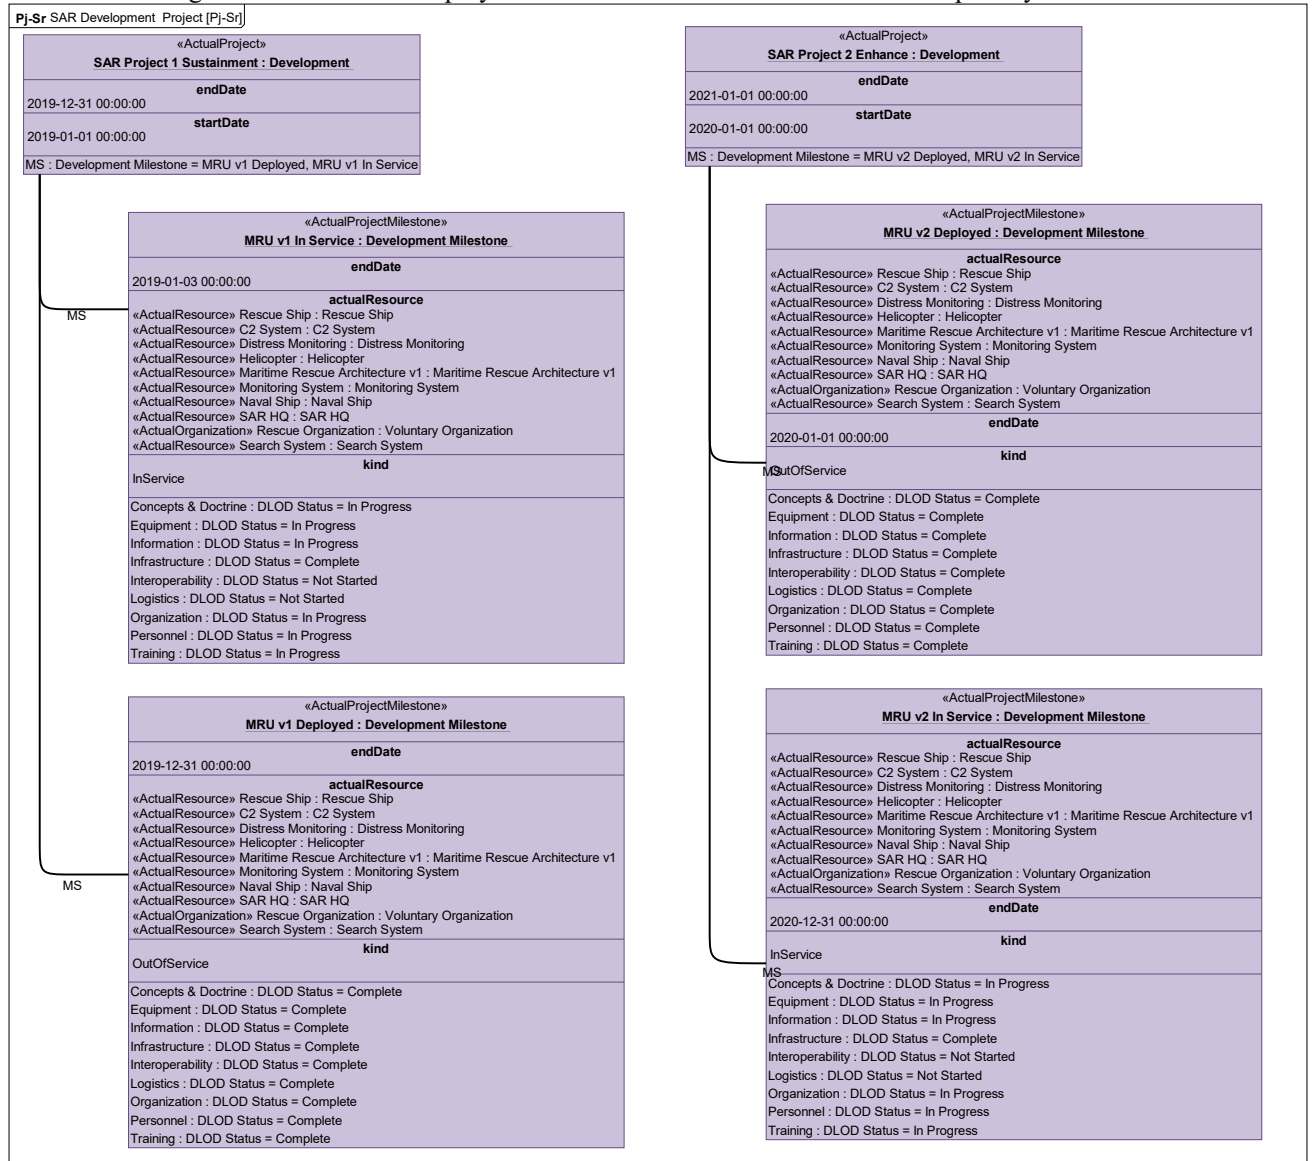 Pj-Sr SAR Development Project [Pj-Sr]
«ActualProject»
SAR Project 1 Sustainment : Development
endDate
2019-12-31 00:00:00
startDate
2019-01-01 00:00:00
MS : Development Milestone = MRU v1 Deployed, MRU v1 In Service
MS
«ActualProjectMilestone»
MRU v1 In Service : Development Milestone
endDate
2019-01-03 00:00:00
actualResource
«ActualResource» Rescue Ship : Rescue Ship
«ActualResource» C2 System : C2 System
«ActualResource» Distress Monitoring : Distress Monitoring
«ActualResource» Helicopter : Helicopter
«ActualResource» Maritime Rescue Architecture v1 : Maritime Rescue Architecture v1
«ActualResource» Monitoring System : Monitoring System
«ActualResource» Naval Ship : Naval Ship
«ActualResource» SAR HQ : SAR HQ
«ActualOrganization» Rescue Organization : Voluntary Organization
«ActualResource» Search System : Search System
kind
InService
Concepts & Doctrine : DLOD Status = In Progress
Equipment : DLOD Status = In Progress
Information : DLOD Status = In Progress
Infrastructure : DLOD Status = Complete
Interoperability : DLOD Status = Not Started
Logistics : DLOD Status = Not Started
Organization : DLOD Status = In Progress
Personnel : DLOD Status = In Progress
Training : DLOD Status = In Progress
MS
«ActualProjectMilestone»
MRU v1 Deployed : Development Milestone
endDate
2019-12-31 00:00:00
actualResource
«ActualResource» Rescue Ship : Rescue Ship
«ActualResource» C2 System : C2 System
«ActualResource» Distress Monitoring : Distress Monitoring
«ActualResource» Helicopter : Helicopter
«ActualResource» Maritime Rescue Architecture v1 : Maritime Rescue Architecture v1
«ActualResource» Monitoring System : Monitoring System
«ActualResource» Naval Ship : Naval Ship
«ActualResource» SAR HQ : SAR HQ
«ActualOrganization» Rescue Organization : Voluntary Organization
«ActualResource» Search System : Search System
kind
OutOfService
Concepts & Doctrine : DLOD Status = Complete
Equipment : DLOD Status = Complete
Information : DLOD Status = Complete
Infrastructure : DLOD Status = Complete
Interoperability : DLOD Status = Complete
Logistics : DLOD Status = Complete
Organization : DLOD Status = Complete
Personnel : DLOD Status = Complete
Training : DLOD Status = Complete
«ActualProject»
SAR Project 2 Enhance : Development
endDate
2021-01-01 00:00:00
startDate
2020-01-01 00:00:00
MS : Development Milestone = MRU v2 Deployed, MRU v2 In Service
«ActualProjectMilestone»
MRU v2 Deployed : Development Milestone
actualResource
«ActualResource» Rescue Ship : Rescue Ship
«ActualResource» C2 System : C2 System
«ActualResource» Distress Monitoring : Distress Monitoring
«ActualResource» Helicopter : Helicopter
«ActualResource» Maritime Rescue Architecture v1 : Maritime Rescue Architecture v1
«ActualResource» Monitoring System : Monitoring System
«ActualResource» Naval Ship : Naval Ship
«ActualResource» SAR HQ : SAR HQ
«ActualOrganization» Rescue Organization : Voluntary Organization
«ActualResource» Search System : Search System
endDate
2020-01-01 00:00:00
kind
MS
OutOfService
Concepts & Doctrine : DLOD Status = Complete
Equipment : DLOD Status = Complete
Information : DLOD Status = Complete
Infrastructure : DLOD Status = Complete
Interoperability : DLOD Status = Complete
Logistics : DLOD Status = Complete
Organization : DLOD Status = Complete
Personnel : DLOD Status = Complete
Training : DLOD Status = Complete
«ActualProjectMilestone»
MRU v2 In Service : Development Milestone
actualResource
«ActualResource» Rescue Ship : Rescue Ship
«ActualResource» C2 System : C2 System
«ActualResource» Distress Monitoring : Distress Monitoring
«ActualResource» Helicopter : Helicopter
«ActualResource» Maritime Rescue Architecture v1 : Maritime Rescue Architecture v1
«ActualResource» Monitoring System : Monitoring System
«ActualResource» Naval Ship : Naval Ship
«ActualResource» SAR HQ : SAR HQ
«ActualOrganization» Rescue Organization : Voluntary Organization
«ActualResource» Search System : Search System
endDate
2020-12-31 00:00:00
kind
InService
MS
Concepts & Doctrine : DLOD Status = In Progress
Equipment : DLOD Status = In Progress
Information : DLOD Status = In Progress
Infrastructure : DLOD Status = Complete
Interoperability : DLOD Status = Not Started
Logistics : DLOD Status = Not Started
Organization : DLOD Status = In Progress
Personnel : DLOD Status = In Progress
Training : DLOD Status = In Progress